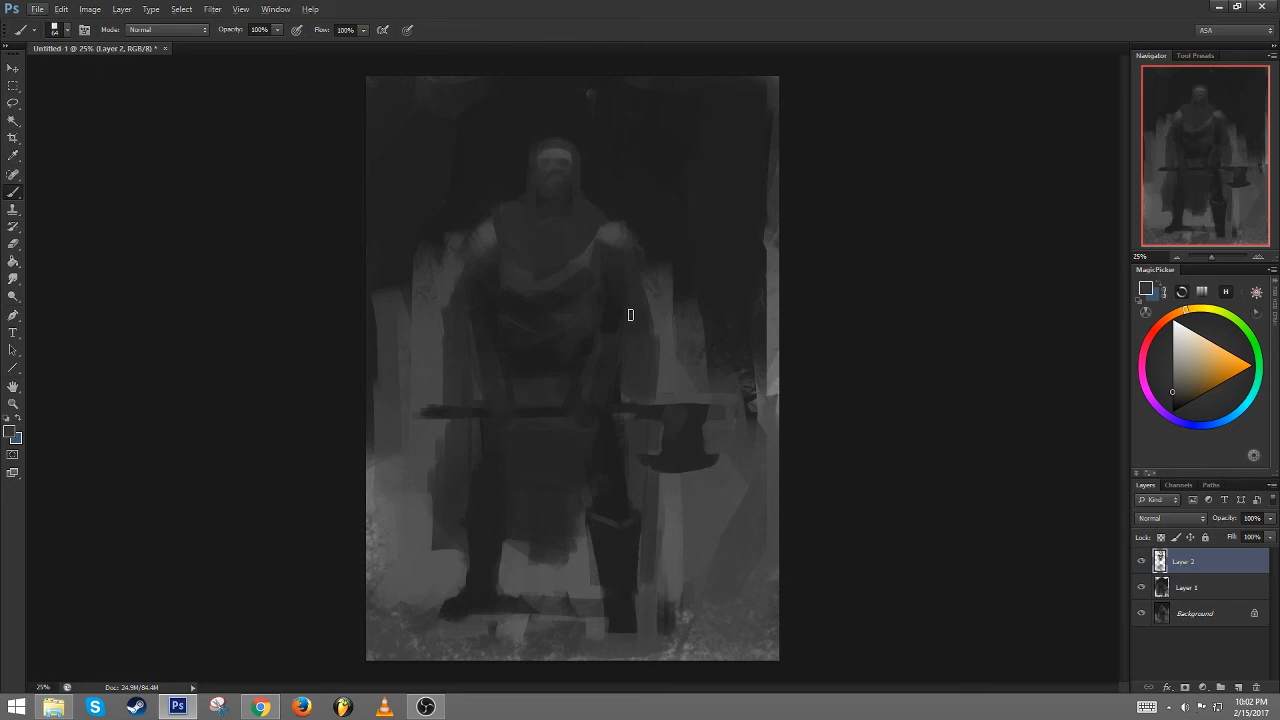 Ps File Edit Image Layer Type Select Filter 3D View Window Help
64 Mode: Normal Opacity: 100% Flow: 100% ASA
Untitled-1 @ 25% (Layer 2, RGB/8) * ×
Navigator Tool Presets
25%
MagicPicker
H
Layers Channels Paths
Kind
Normal Opacity: 100%
Lock: Fill: 100%
Layer 2
Layer 1
Background
25% Doc: 24.9M/84.4M
Ps
10:02 PM
2/15/2017